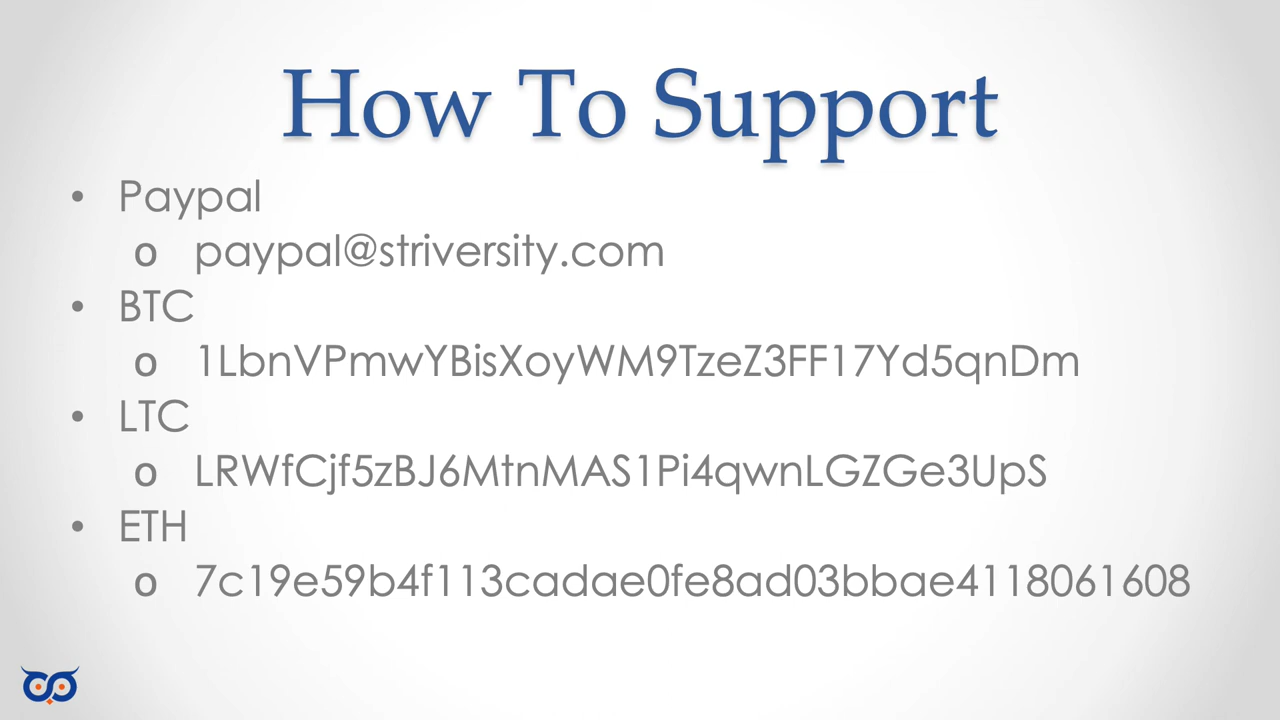 How To Support
• Paypal
o paypal@striversity.com
• BTC
o 1LbnVPmwYBisXoyWM9TzeZ3FF17Yd5qnDm
• LTC
o LRWfCjf5zBJ6MtnMAS1Pi4qwnLGZGe3UpS
• ETH
o 7c19e59b4f113cadae0fe8ad03bbae4118061608